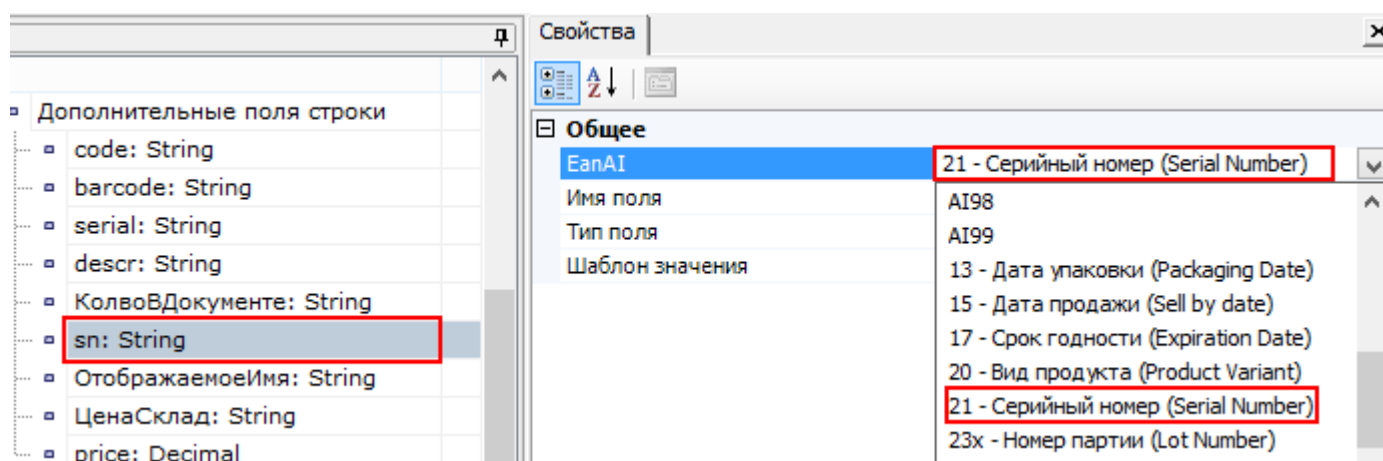 Дополнительные поля строки
code: String
barcode: String
serial: String
descr: String
КолвоВДокументе: String
sn: String
ОтображаемоеИмя: String
ЦенаСклад: String
price: Decimal
Свойства
Общее
EanAI 21 - Серийный номер (Serial Number)
Имя поля
Тип поля
Шаблон значения
AI98
AI99
13 - Дата упаковки (Packaging Date)
15 - Дата продажи (Sell by date)
17 - Срок годности (Expiration Date)
20 - Вид продукта (Product Variant)
21 - Серийный номер (Serial Number)
23x - Номер партии (Lot Number)